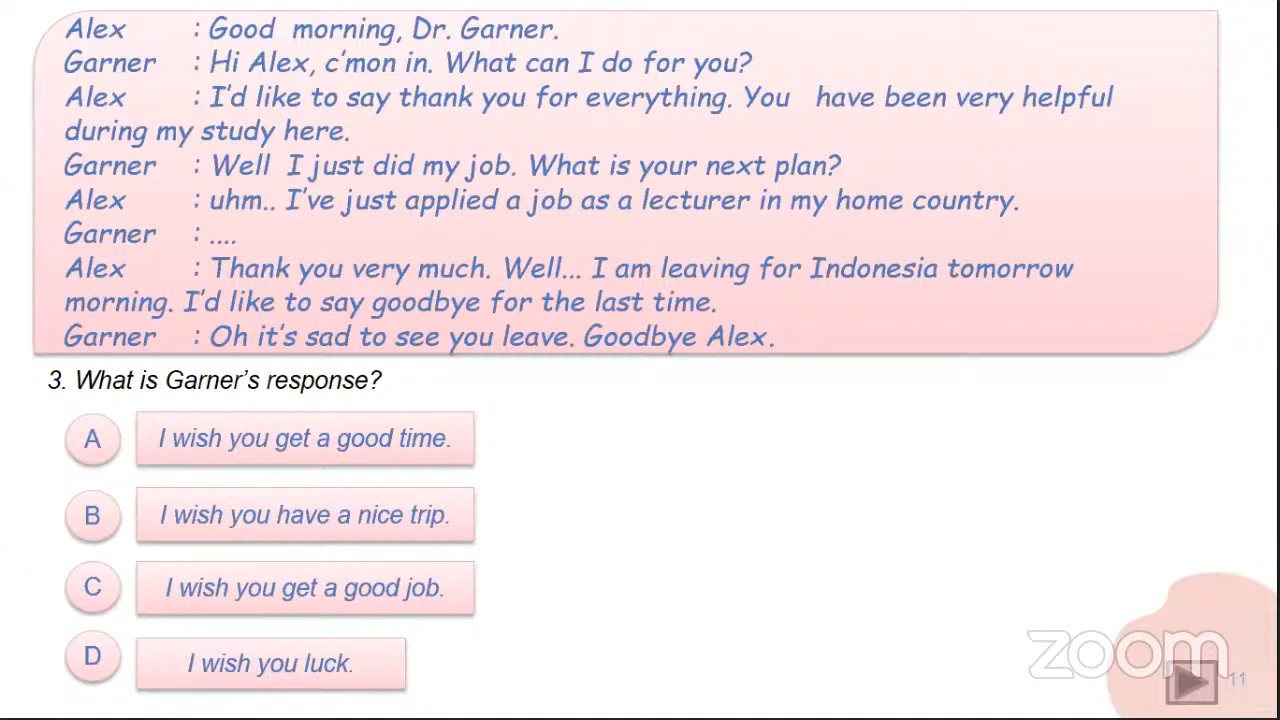 Alex : Good morning, Dr. Garner.
Garner : Hi Alex, c'mon in. What can I do for you?
Alex : I'd like to say thank you for everything. You have been very helpful
during my study here.
Garner : Well I just did my job. What is your next plan?
Alex : uhm.. I've just applied a job as a lecturer in my home country.
Garner : ....
Alex : Thank you very much. Well... I am leaving for Indonesia tomorrow
morning. I'd like to say goodbye for the last time.
Garner : Oh it's sad to see you leave. Goodbye Alex.
3. What is Garner's response?
A I wish you get a good time.
B I wish you have a nice trip.
C I wish you get a good job.
D I wish you luck.
zoom
11